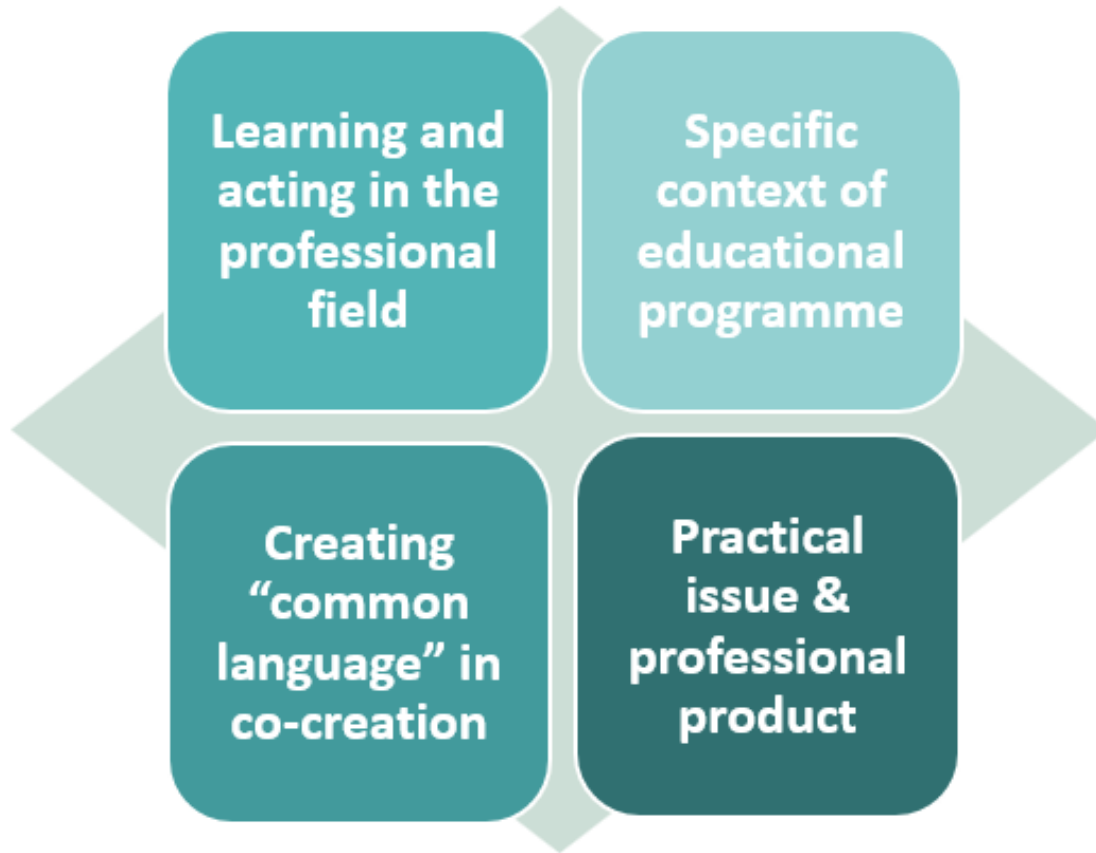 Learning and
acting in the
professional
field
Specific
context of
educational
programme
Creating
“common
language” in
co-creation
Practical
issue &
professional
product